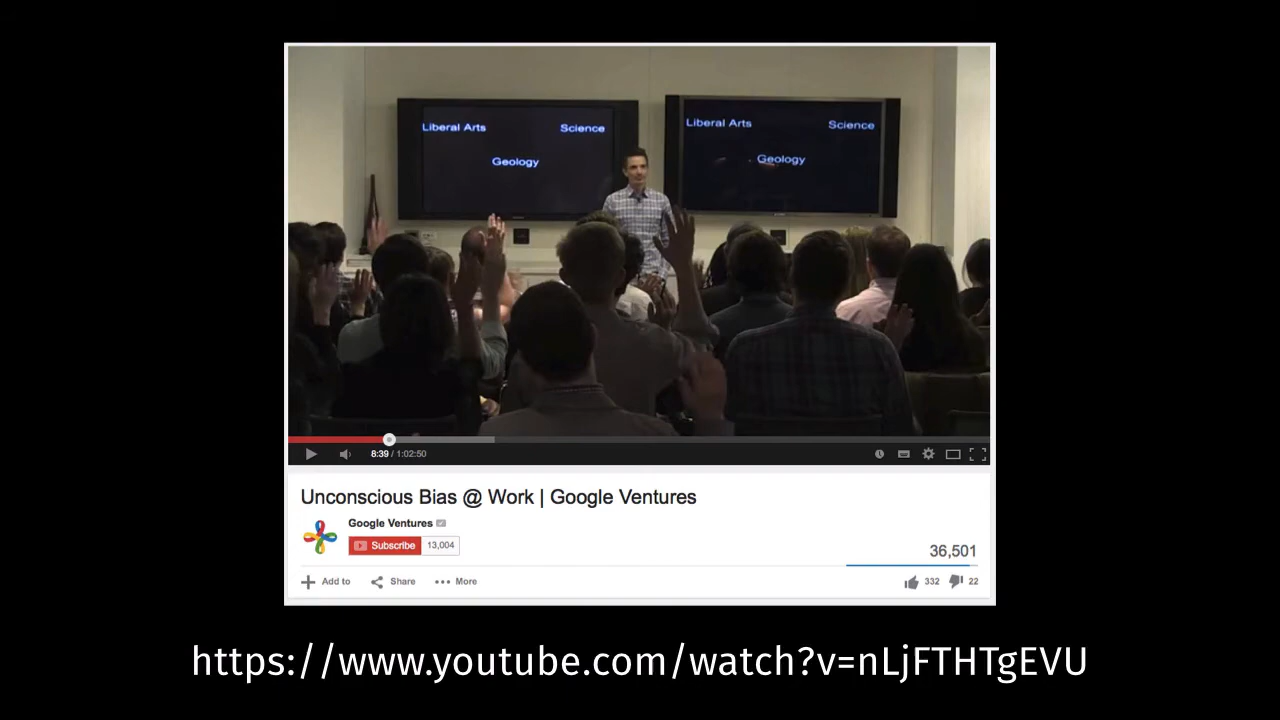 Liberal Arts Science
Geology
Liberal Arts Science
Geology
8:39 / 1:02:50
Unconscious Bias @ Work | Google Ventures
Google Ventures
Subscribe 13,004
36,501
Add to Share More 332 22
https://www.youtube.com/watch?v=nLjFTHTgEVU